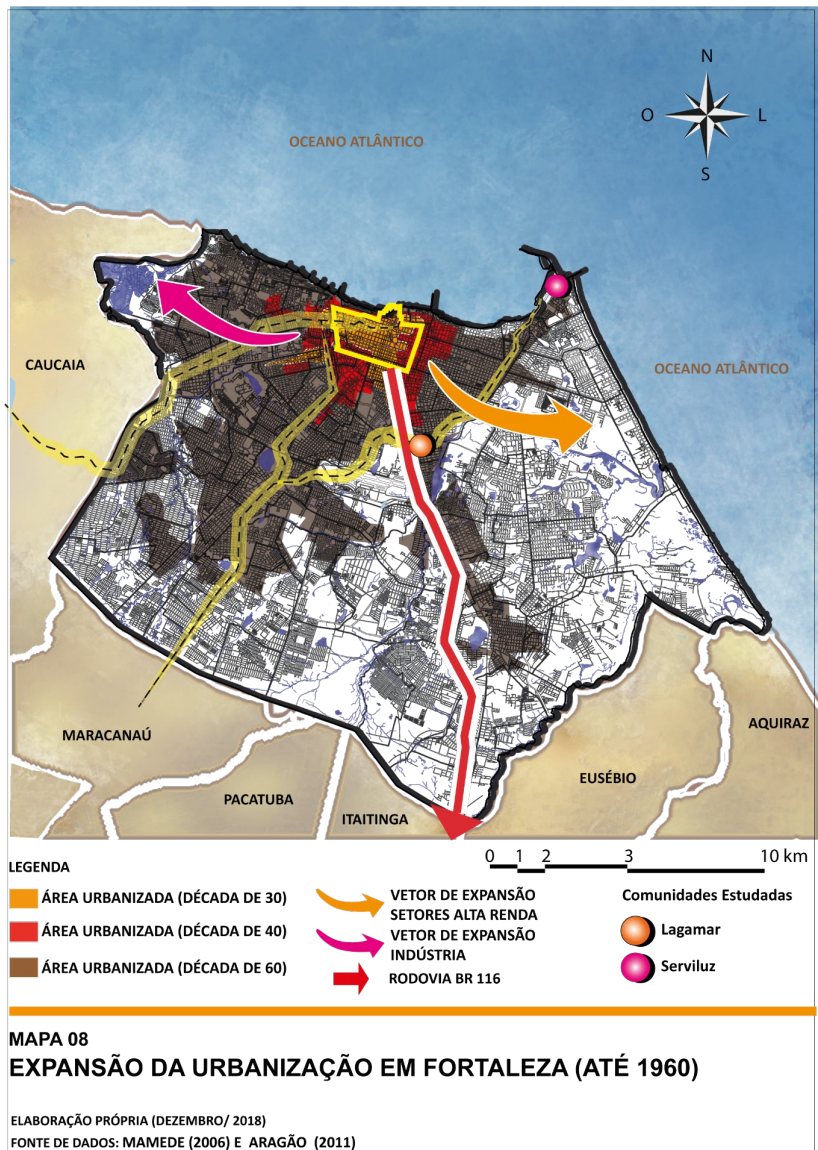 N
O
L
S
OCEANO ATLÂNTICO
CAUCAIA
OCEANO ATLÂNTICO
MARACANAÚ
PACATUBA
ITAITINGA
EUSÉBIO
AQUIRAZ
0 1 2 3 10 km
LEGENDA
ÁREA URBANIZADA (DÉCADA DE 30)
ÁREA URBANIZADA (DÉCADA DE 40)
ÁREA URBANIZADA (DÉCADA DE 60)
VETOR DE EXPANSÃO
SETORES ALTA RENDA
VETOR DE EXPANSÃO
INDÚSTRIA
RODOVIA BR 116
Comunidades Estudadas
Lagamar
Serviluz
MAPA 08
EXPANSÃO DA URBANIZAÇÃO EM FORTALEZA (ATÉ 1960)
ELABORAÇÃO PRÓPRIA (DEZEMBRO/ 2018)
FONTE DE DADOS: MAMEDE (2006) E ARAGÃO (2011)